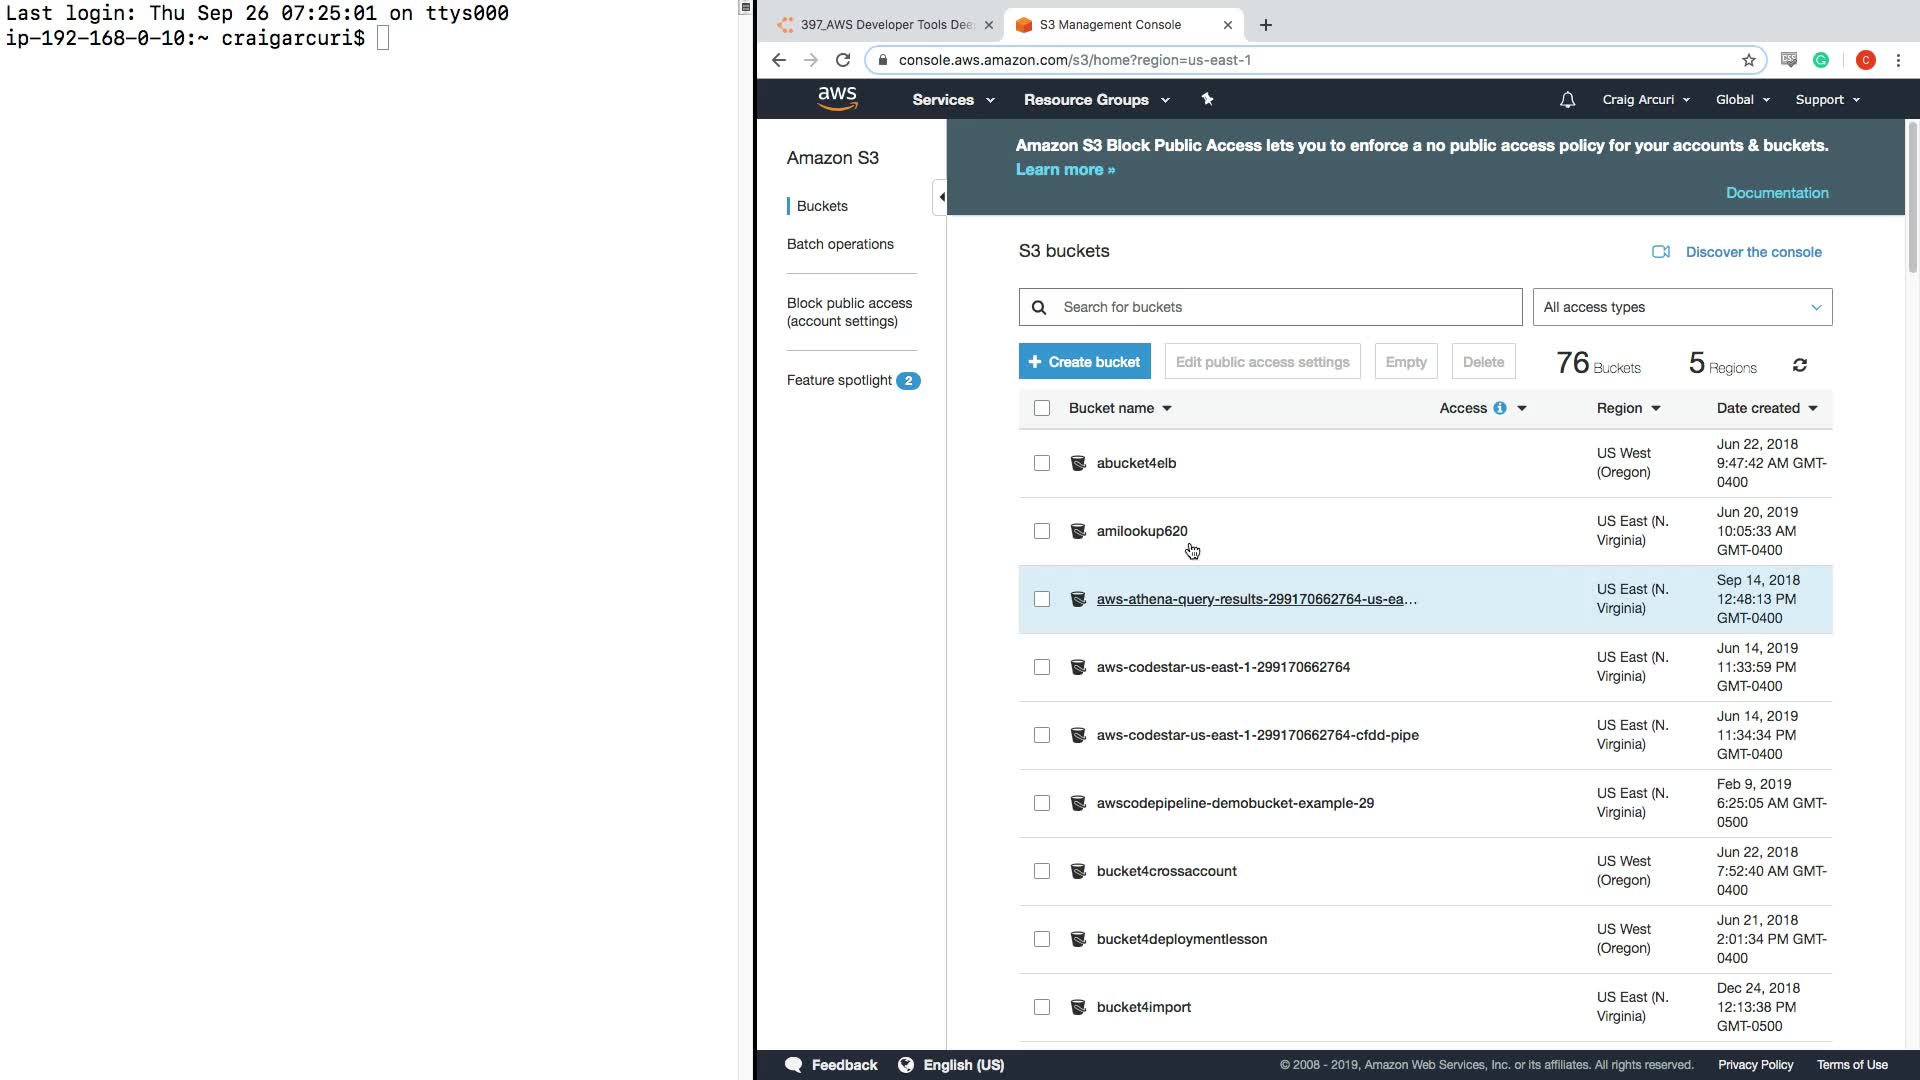 Last login: Thu Sep 26 07:25:01 on ttys000
ip-192-168-0-10:~ craigarcuri$
397_AWS Developer Tools Dee
S3 Management Console
console.aws.amazon.com/s3/home?region=us-east-1
C
aws
Services
Resource Groups
Craig Arcuri
Global
Support
Amazon S3
Buckets
Batch operations
Block public access
(account settings)
Feature spotlight 2
Amazon S3 Block Public Access lets you to enforce a no public access policy for your accounts & buckets.
Learn more »
Documentation
S3 buckets
Discover the console
Search for buckets
All access types
+ Create bucket
Edit public access settings
Empty
Delete
76 Buckets
5 Regions
Bucket name
Access
Region
Date created
abucket4elb
US West
(Oregon)
Jun 22, 2018
9:47:42 AM GMT-
0400
amilookup620
US East (N.
Virginia)
Jun 20, 2019
10:05:33 AM
GMT-0400
aws-athena-query-results-299170662764-us-ea...
US East (N.
Virginia)
Sep 14, 2018
12:48:13 PM
GMT-0400
aws-codestar-us-east-1-299170662764
US East (N.
Virginia)
Jun 14, 2019
11:33:59 PM
GMT-0400
aws-codestar-us-east-1-299170662764-cfdd-pipe
US East (N.
Virginia)
Jun 14, 2019
11:34:34 PM
GMT-0400
awscodepipeline-demobucket-example-29
US East (N.
Virginia)
Feb 9, 2019
6:25:05 AM GMT-
0500
bucket4crossaccount
US West
(Oregon)
Jun 22, 2018
7:52:40 AM GMT-
0400
bucket4deploymentlesson
US West
(Oregon)
Jun 21, 2018
2:01:34 PM GMT-
0400
bucket4import
US East (N.
Virginia)
Dec 24, 2018
12:13:38 PM
GMT-0500
Feedback
English (US)
© 2008 - 2019, Amazon Web Services, Inc. or its affiliates. All rights reserved.
Privacy Policy
Terms of Use